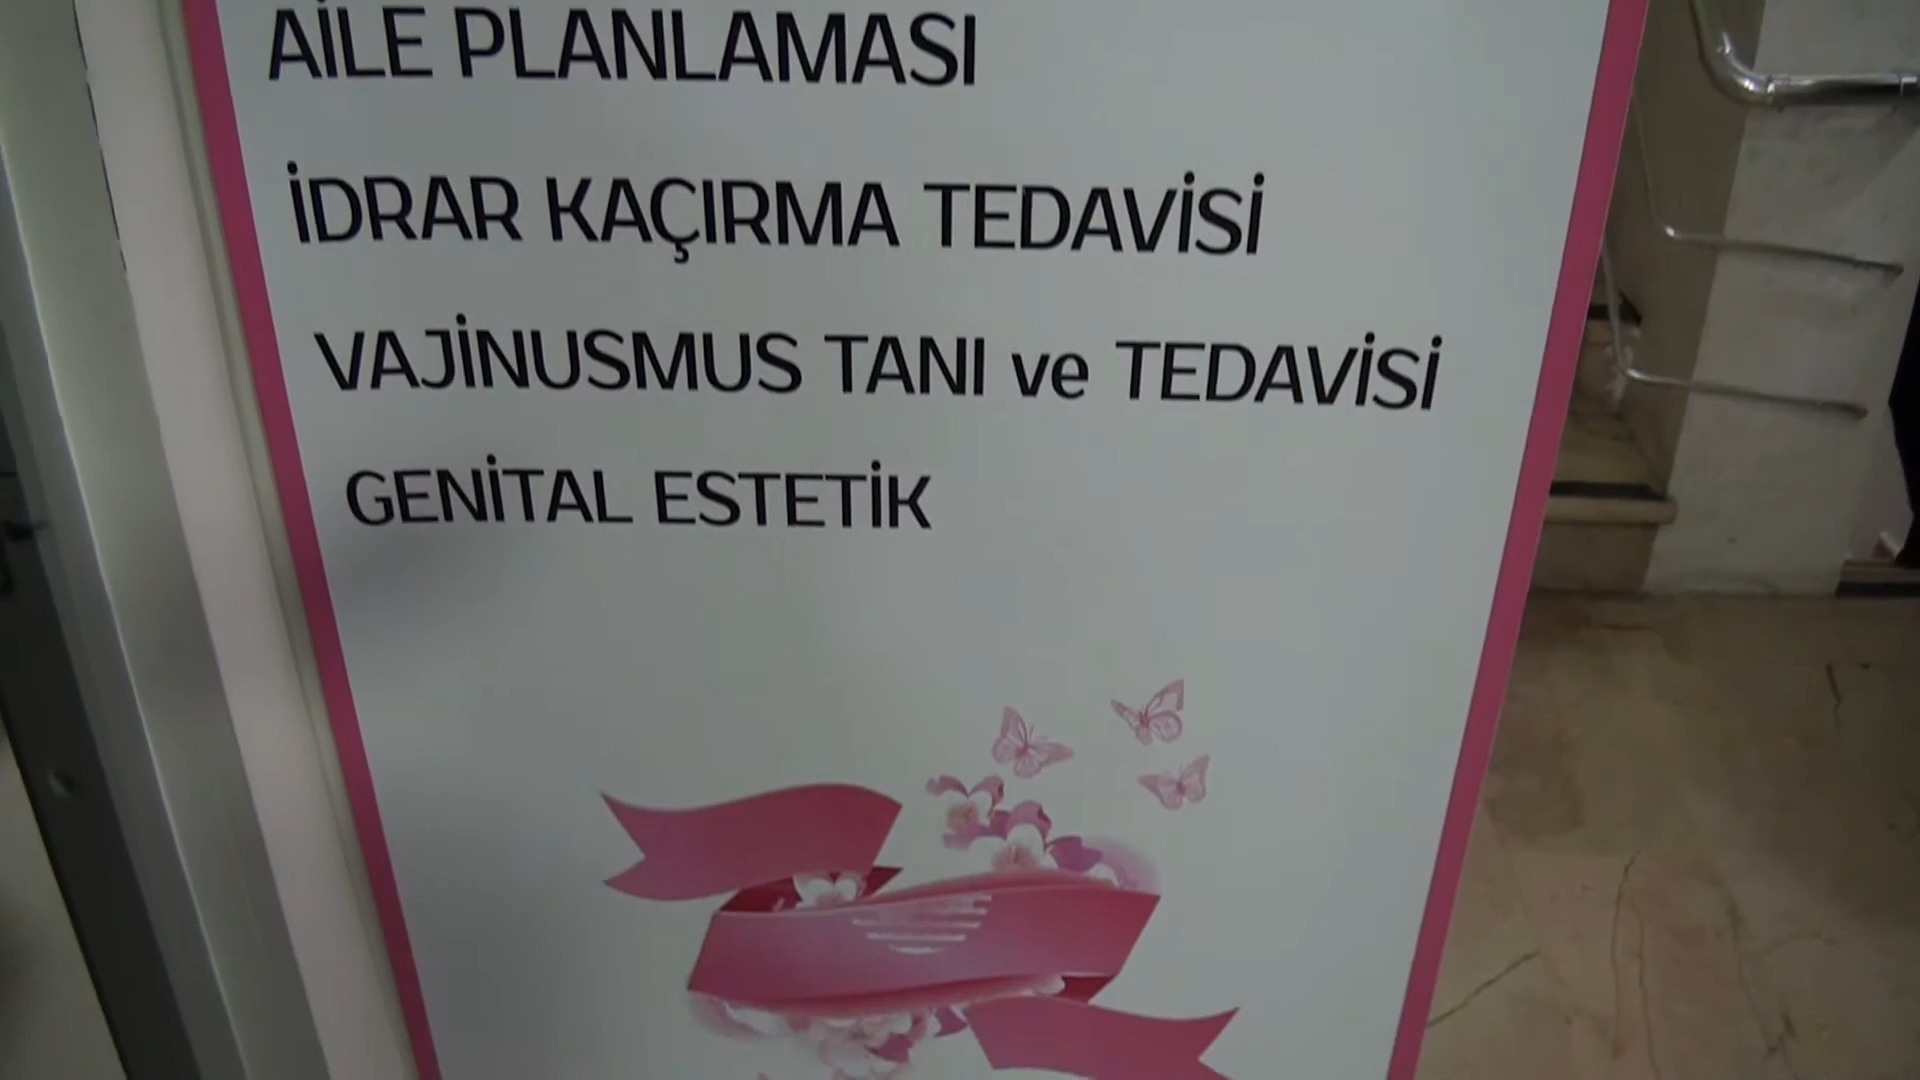 AİLE PLANLAMASI
İDRAR KAÇIRMA TEDAVİSİ
VAJİNUSMUS TANI ve TEDAVİSİ
GENİTAL ESTETİK